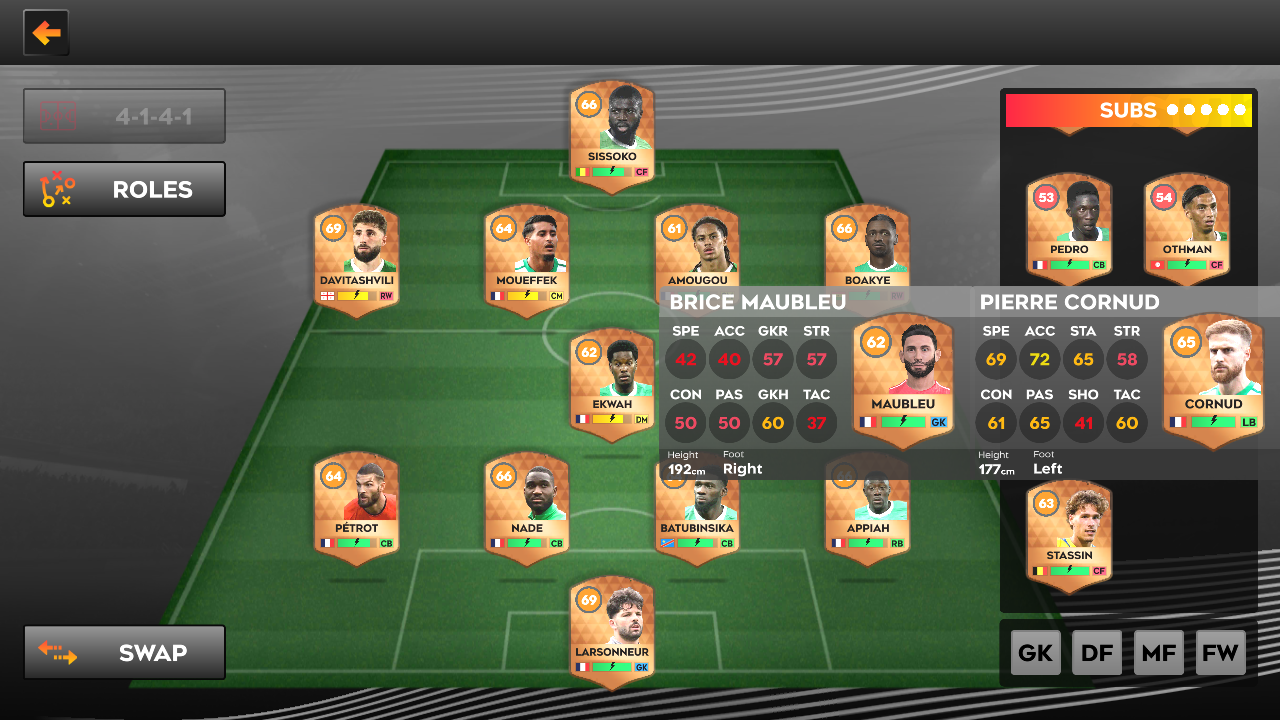 4-1-4-1
ROLES
SWAP
66
SISSOKO
CF
69
DAVITASHVILI
RW
64
MOUEFFEK
CM
61
AMOUGOU
66
BOAKYE
RW
62
EKWAH
DM
64
PÉTROT
CB
66
NADE
CB
BATUBINSIKA
CB
APPIAH
RB
69
LARSONNEUR
GK
SUBS
53
PEDRO
CB
54
OTHMAN
CF
BRICE MAUBLEU
SPE ACC GKR STR
42 40 57 57
CON PAS GKH TAC
50 50 60 37
Height Foot
192cm Right
62
MAUBLEU
GK
PIERRE CORNUD
SPE ACC STA STR
69 72 65 58
CON PAS SHO TAC
61 65 41 60
Height Foot
177cm Left
65
CORNUD
LB
63
STASSIN
CF
GK DF MF FW